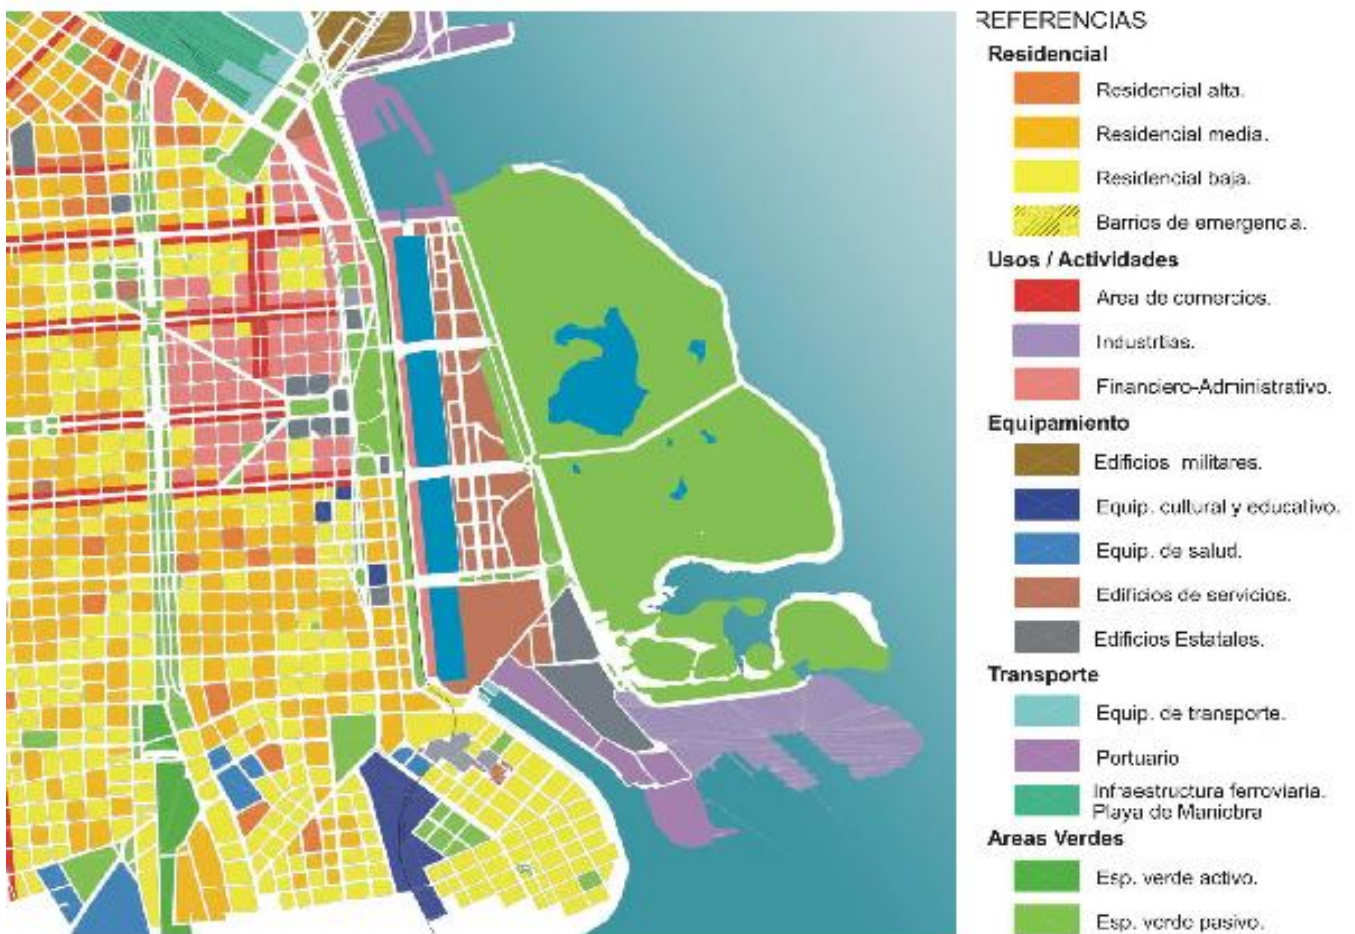 REFERENCIAS
Residencial
Residencial alta.
Residencial media.
Residencial baja.
Barrios de emergencia.
Usos / Actividades
Area de comercios.
Industrtias.
Financiero-Administrativo.
Equipamiento
Edificios militares.
Equip. cultural y educativo.
Equip. de salud.
Edificios de servicios.
Edificios Estatales.
Transporte
Equip. de transporte.
Portuario
Infraestructura ferroviaria.
Playa de Maniobra
Areas Verdes
Esp. verde activo.
Esp. verde pasivo.